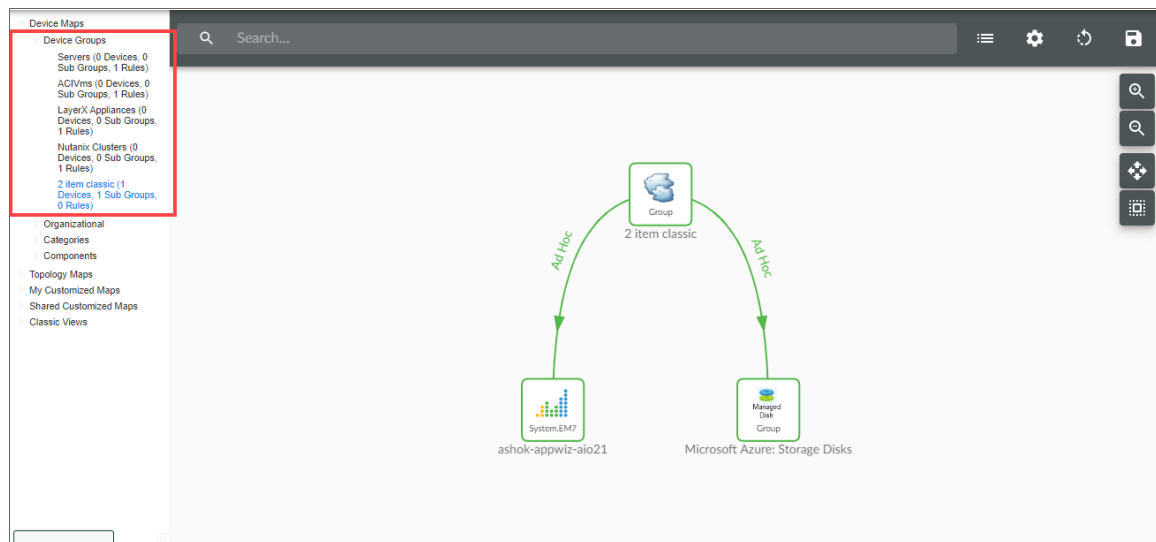 Device Maps
Device Groups
Servers (0 Devices, 0
Sub Groups, 1 Rules)
ACIVms (0 Devices, 0
Sub Groups, 1 Rules)
LayerX Appliances (0
Devices, 0 Sub Groups,
1 Rules)
Nutanix Clusters (0
Devices, 0 Sub Groups,
1 Rules)
2 item classic (1
Devices, 1 Sub Groups,
0 Rules)
Organizational
Categories
Components
Topology Maps
My Customized Maps
Shared Customized Maps
Classic Views
Search...
Group
2 item classic
Ad Hoc
Ad Hoc
System.EM7
ashok-appwiz-aio21
Managed
Disk
Group
Microsoft Azure: Storage Disks